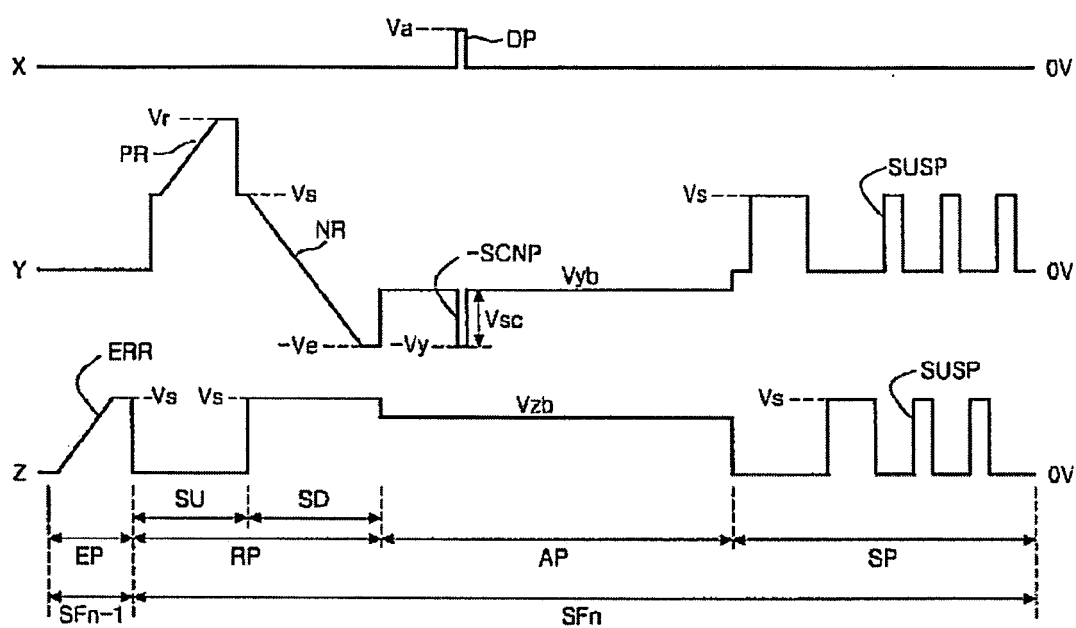 Va
DP
X
0V
Vr
PR
Vs
Vs
SUSP
NR
-SCNP
Y
Vyb
0V
Vsc
-Ve
-Vy
ERR
SUSP
Vs
Vs
Vzb
Vs
Z
0V
SU
SD
EP
RP
AP
SP
SFn-1
SFn